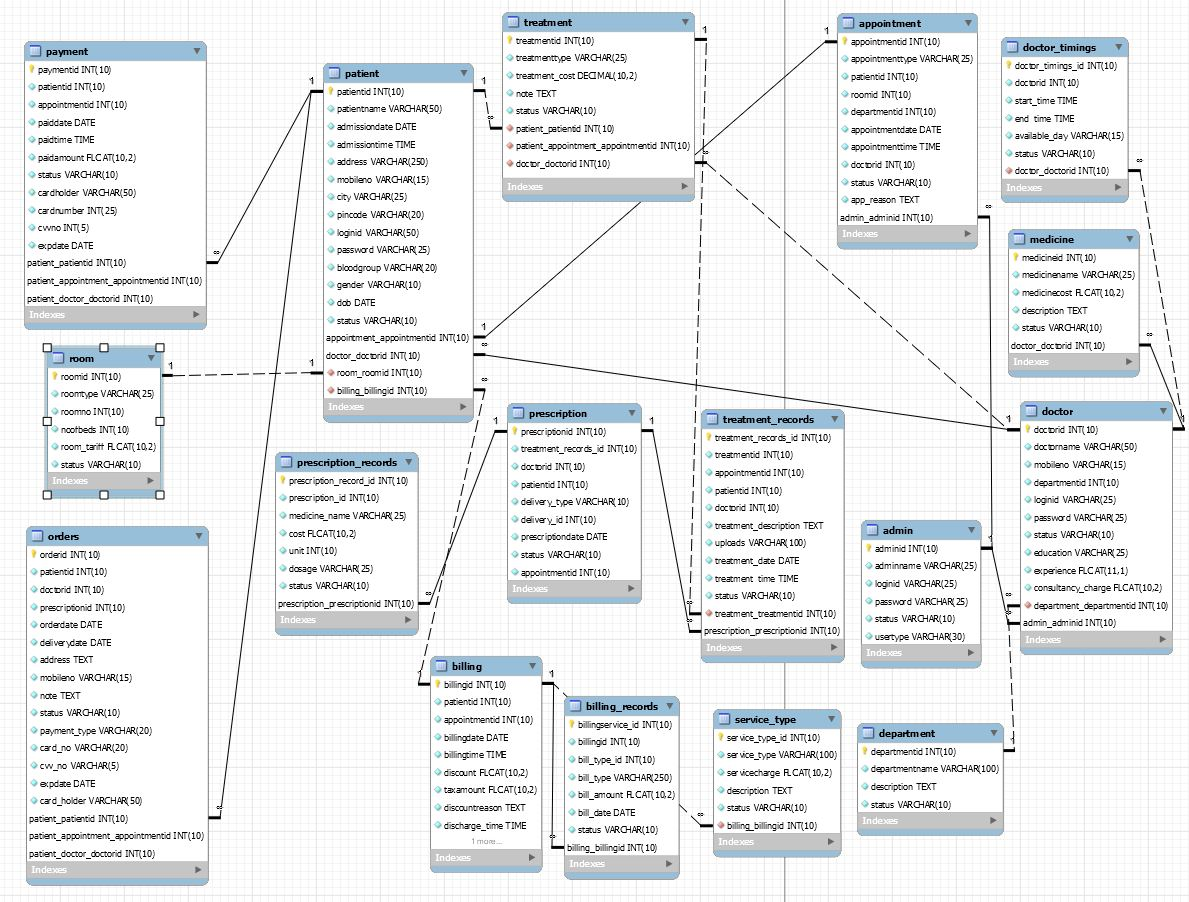 payment
paymentid INT(10)
patientid INT(10)
appointmentid INT(10)
paiddate DATE
paidtime TIME
paidamount FLCAT(10,2)
status VARCHAR(10)
cardholder VARCHAR(50)
cardnumber INT(25)
cvvno INT(5)
expdate DATE
patient_patientid INT(10)
patient_appointment_appointmentid INT(10)
patient_doctor_doctorid INT(10)
Indexes
patient
patientid INT(10)
patientname VARCHAR(50)
admissiondate DATE
admissiontime TIME
address VARCHAR(250)
mobileno VARCHAR(15)
city VARCHAR(25)
pincode VARCHAR(20)
loginid VARCHAR(50)
password VARCHAR(25)
bloodgroup VARCHAR(20)
gender VARCHAR(10)
dob DATE
status VARCHAR(10)
appointment_appointmentid INT(10)
doctor_doctorid INT(10)
room_roomid INT(10)
billing_billingid INT(10)
Indexes
treatment
treatmentid INT(10)
treatmenttype VARCHAR(25)
treatment_cost DECIMAL(10,2)
note TEXT
status VARCHAR(10)
patient_patientid INT(10)
patient_appointment_appointmentid INT(10)
doctor_doctorid INT(10)
Indexes
appointment
appointmentid INT(10)
appointmenttype VARCHAR(25)
patientid INT(10)
roomid INT(10)
departmentid INT(10)
appointmentdate DATE
appointmenttime TIME
doctorid INT(10)
status VARCHAR(10)
app_reason TEXT
admin_adminid INT(10)
Indexes
doctor_timings
doctor_timings_id INT(10)
doctorid INT(10)
start_time TIME
end_time TIME
available_day VARCHAR(15)
status VARCHAR(10)
doctor_doctorid INT(10)
Indexes
medicine
medicineid INT(10)
medicinename VARCHAR(25)
medicinecost FLCAT(10,2)
description TEXT
status VARCHAR(10)
doctor_doctorid INT(10)
Indexes
room
roomid INT(10)
roomtype VARCHAR(25)
roomno INT(10)
noofbeds INT(10)
room_tariff FLCAT(10,2)
status VARCHAR(10)
Indexes
prescription_records
prescription_record_id INT(10)
prescription_id INT(10)
medicine_name VARCHAR(25)
cost FLCAT(10,2)
unit INT(10)
dosage VARCHAR(25)
status VARCHAR(10)
prescription_prescriptionid INT(10)
Indexes
prescription
prescriptionid INT(10)
treatment_records_id INT(10)
doctorid INT(10)
patientid INT(10)
delivery_type VARCHAR(10)
delivery_id INT(10)
prescriptiondate DATE
status VARCHAR(10)
appointmentid INT(10)
Indexes
treatment_records
treatment_records_id INT(10)
treatmentid INT(10)
appointmentid INT(10)
patientid INT(10)
doctorid INT(10)
treatment_description TEXT
uploads VARCHAR(100)
treatment_date DATE
treatment_time TIME
status VARCHAR(10)
treatment_treatmentid INT(10)
prescription_prescriptionid INT(10)
Indexes
doctor
doctorid INT(10)
doctorname VARCHAR(50)
mobileno VARCHAR(15)
departmentid INT(10)
loginid VARCHAR(25)
password VARCHAR(25)
status VARCHAR(10)
education VARCHAR(25)
experience FLCAT(11,1)
consultancy_charge FLCAT(10,2)
department_departmentid INT(10)
admin_adminid INT(10)
Indexes
admin
adminid INT(10)
adminname VARCHAR(25)
loginid VARCHAR(25)
password VARCHAR(25)
status VARCHAR(10)
usertype VARCHAR(30)
Indexes
orders
orderid INT(10)
patientid INT(10)
doctorid INT(10)
prescriptionid INT(10)
orderdate DATE
deliverydate DATE
address TEXT
mobileno VARCHAR(15)
note TEXT
status VARCHAR(10)
payment_type VARCHAR(20)
card_no VARCHAR(20)
cvv_no VARCHAR(5)
expdate DATE
card_holder VARCHAR(50)
patient_patientid INT(10)
patient_appointment_appointmentid INT(10)
patient_doctor_doctorid INT(10)
Indexes
billing
billingid INT(10)
patientid INT(10)
appointmentid INT(10)
billingdate DATE
billingtime TIME
discount FLCAT(10,2)
taxamount FLCAT(10,2)
discountreason TEXT
discharge_time TIME
1 more...
Indexes
billing_records
billingservice_id INT(10)
billingid INT(10)
bill_type_id INT(10)
bill_type VARCHAR(250)
bill_amount FLCAT(10,2)
bill_date DATE
status VARCHAR(10)
billing_billingid INT(10)
Indexes
service_type
service_type_id INT(10)
service_type VARCHAR(100)
servicecharge FLCAT(10,2)
description TEXT
status VARCHAR(10)
billing_billingid INT(10)
Indexes
department
departmentid INT(10)
departmentname VARCHAR(100)
description TEXT
status VARCHAR(10)
Indexes